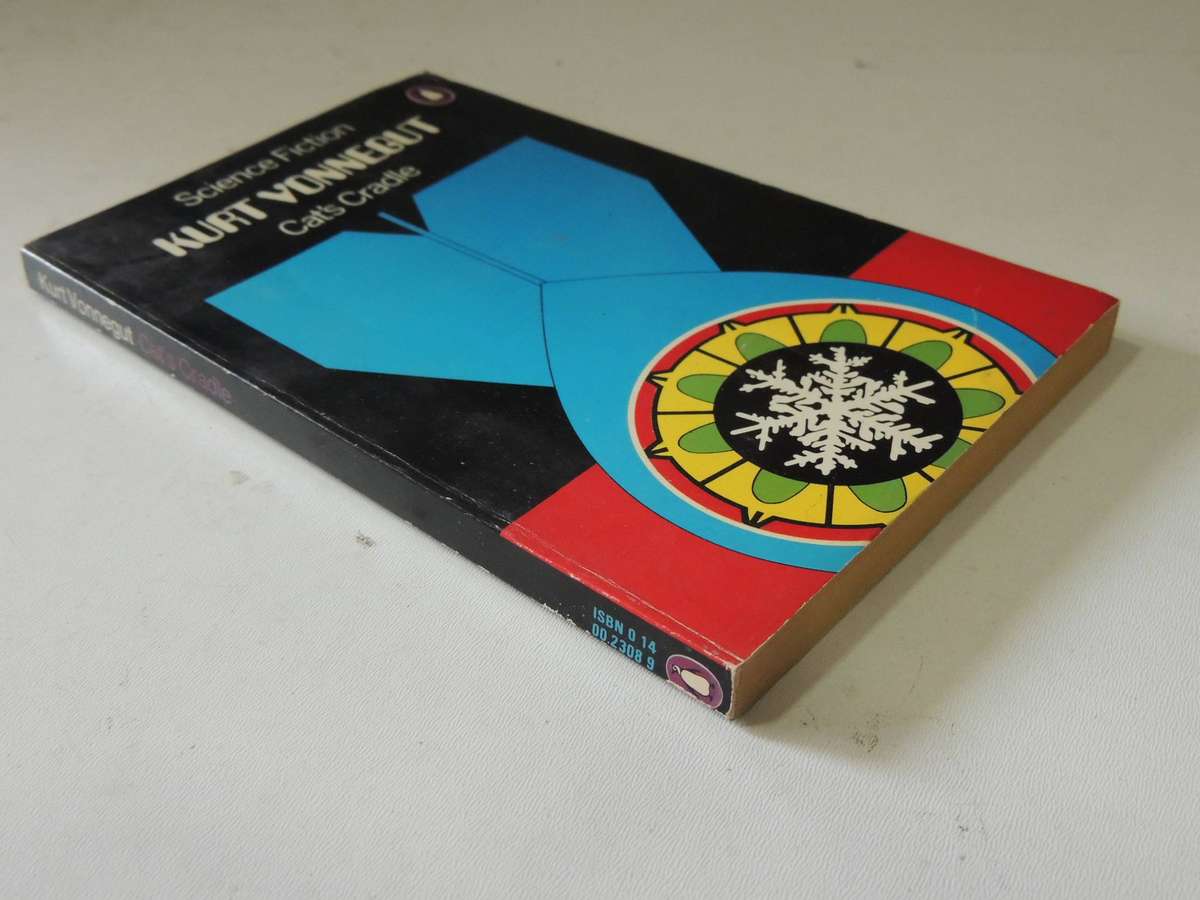 Science Fiction
KURT VONNEGUT
Cat's Cradle
Kurt Vonnegut Cat's Cradle
ISBN 0 14
00.2308 9